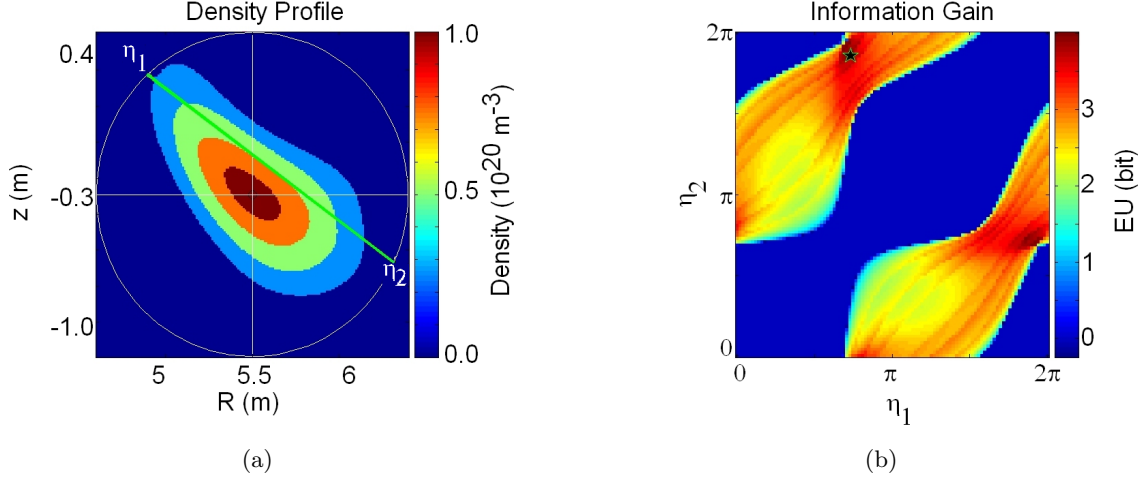 Density Profile
0.4
-0.3
-1.0
z (m)
η1
η2
5
5.5
6
R (m)
1.0
0.5
0.0
Density (10^20 m^-3)
(a)
Information Gain
2π
π
0
η2
0
π
2π
η1
3
2
1
0
EU (bit)
(b)